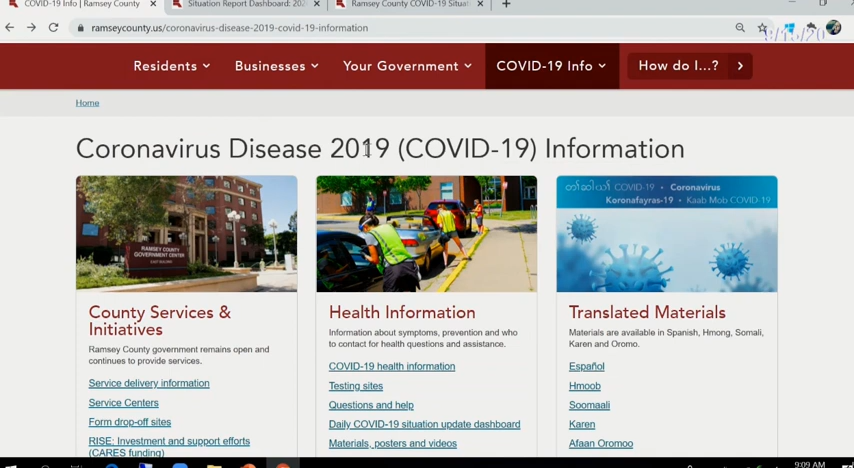 COVID-19 Info | Ramsey County
Situation Report Dashboard: 202
Ramsey County COVID-19 Situat
ramseycounty.us/coronavirus-disease-2019-covid-19-information
Residents
Businesses
Your Government
COVID-19 Info
How do I...?
Home
Coronavirus Disease 2019 (COVID-19) Information
RAMSEY COUNTY
GOVERNMENT CENTER
EAST BUILDING
COVID-19 • Coronavirus
Koronafayras-19 • Kaab Mob COVID-19
County Services &
Initiatives
Ramsey County government remains open and
continues to provide services.
Service delivery information
Service Centers
Form drop-off sites
RISE: Investment and support efforts
(CARES funding)
Health Information
Information about symptoms, prevention and who
to contact for health questions and assistance.
COVID-19 health information
Testing sites
Questions and help
Daily COVID-19 situation update dashboard
Materials, posters and videos
Translated Materials
Materials are available in Spanish, Hmong, Somali,
Karen and Oromo.
Español
Hmoob
Soomaali
Karen
Afaan Oromoo
9:09 AM